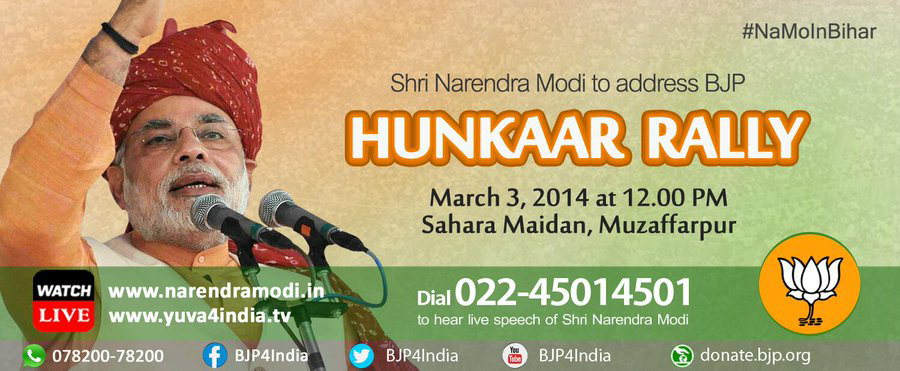 #NaMoInBihar
Shri Narendra Modi to address BJP
HUNKAAR RALLY
March 3, 2014 at 12.00 PM
Sahara Maidan, Muzaffarpur
WATCH
LIVE
www.narendramodi.in
www.yuva4india.tv
Dial 022-45014501
to hear live speech of Shri Narendra Modi
078200-78200 BJP4India BJP4India You Tube BJP4India donate.bjp.org